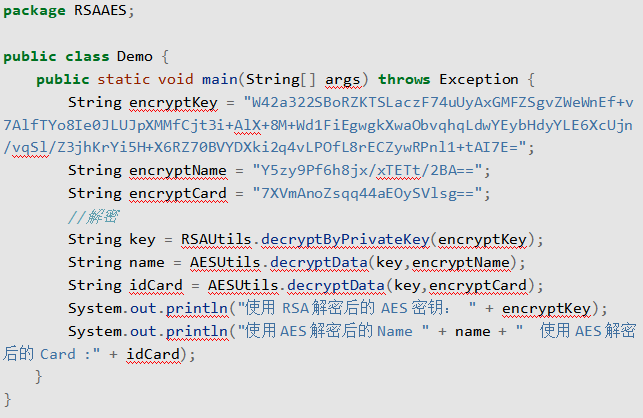 package RSAAES;
public class Demo {
public static void main(String[] args) throws Exception {
String encryptKey = "W42a322SBoRZKTSLaczF74uUyAxGMFZSgvZWeWnEf+v
7AlfTYo8Ie0JLUJpXMMfCjt3i+AlX+8M+Wd1FiEgwgkXwaObvqhqLdwYEybHdyYLE6XcUjn
/vqSl/Z3jhKrYi5H+X6RZ70BVYDXki2q4vLPOfL8rECZywRPnl1+tAI7E=";
String encryptName = "Y5zy9Pf6h8jx/xTETt/2BA==";
String encryptCard = "7XVmAnoZsqq44aEOySVlsg==";
//解密
String key = RSAUtils.decryptByPrivateKey(encryptKey);
String name = AESUtils.decryptData(key,encryptName);
String idCard = AESUtils.decryptData(key,encryptCard);
System.out.println("使用 RSA 解密后的 AES 密钥: " + encryptKey);
System.out.println("使用 AES 解密后的 Name " + name + "  使用 AES 解密
后的 Card :" + idCard);
}
}